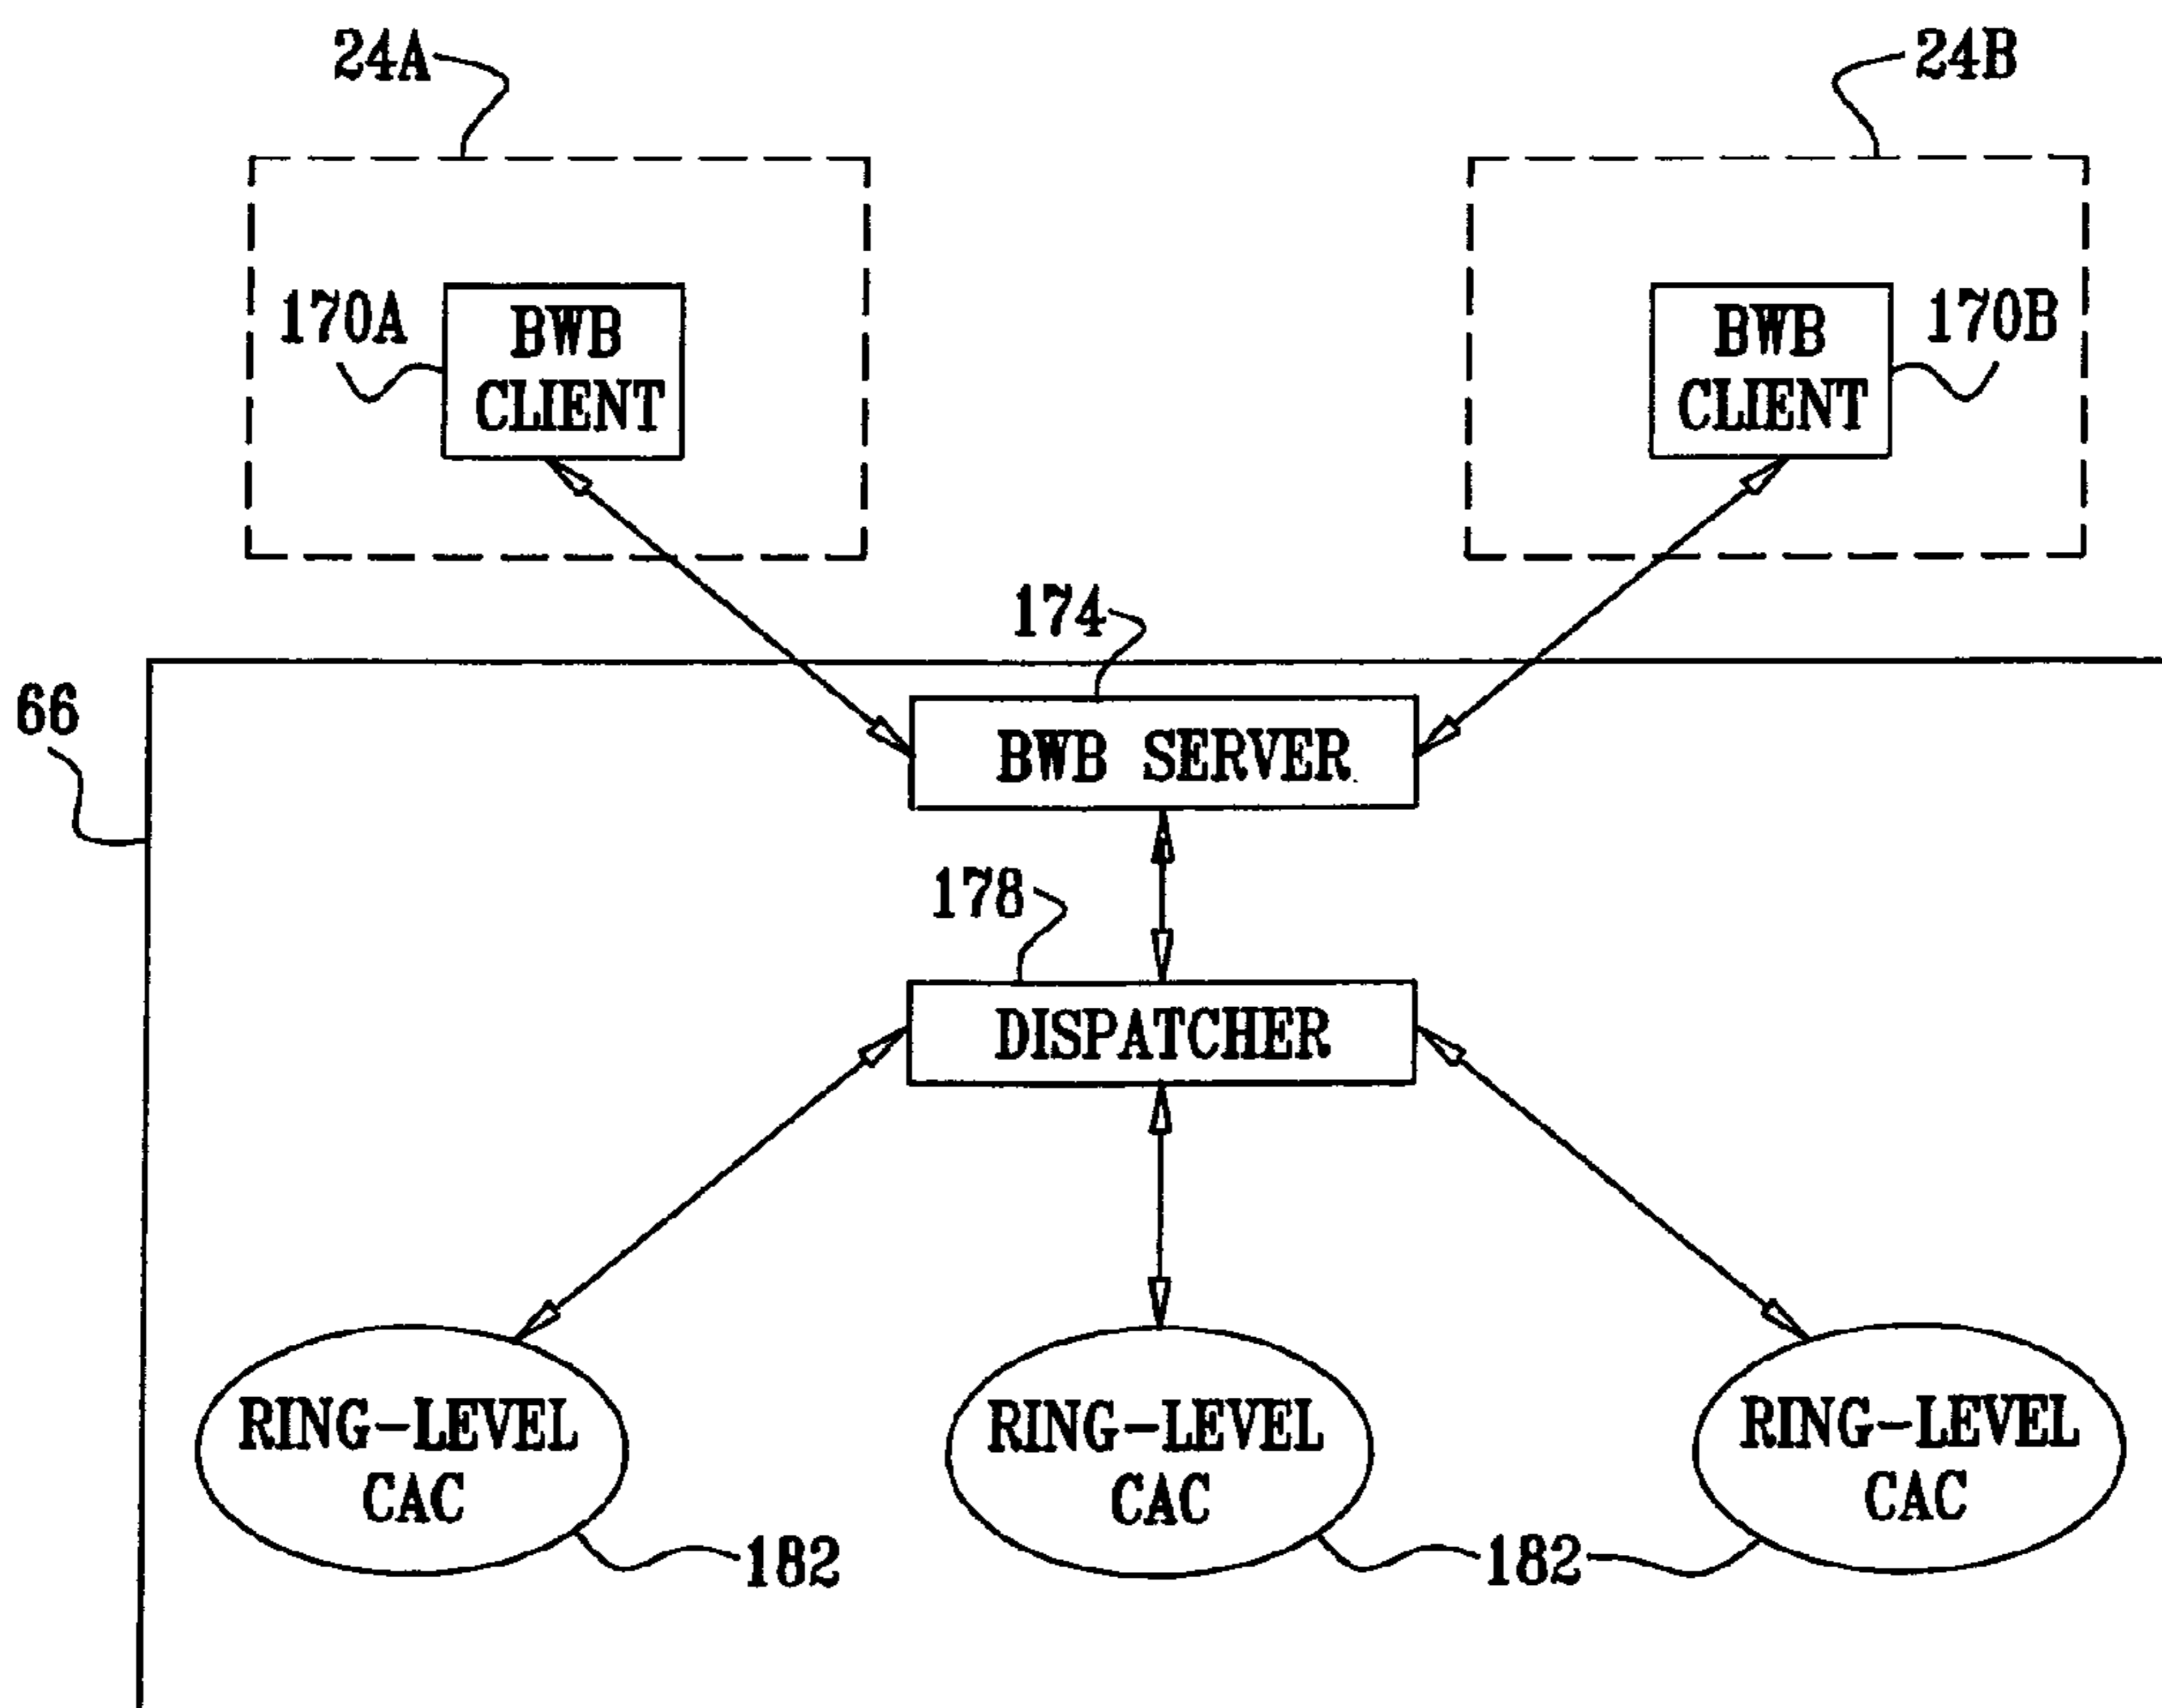 24A
24B
170A
BWB
CLIENT
BWB
CLIENT
170B
174
66
BWB SERVER
178
DISPATCHER
RING-LEVEL
CAC
RING-LEVEL
CAC
RING-LEVEL
CAC
182
182